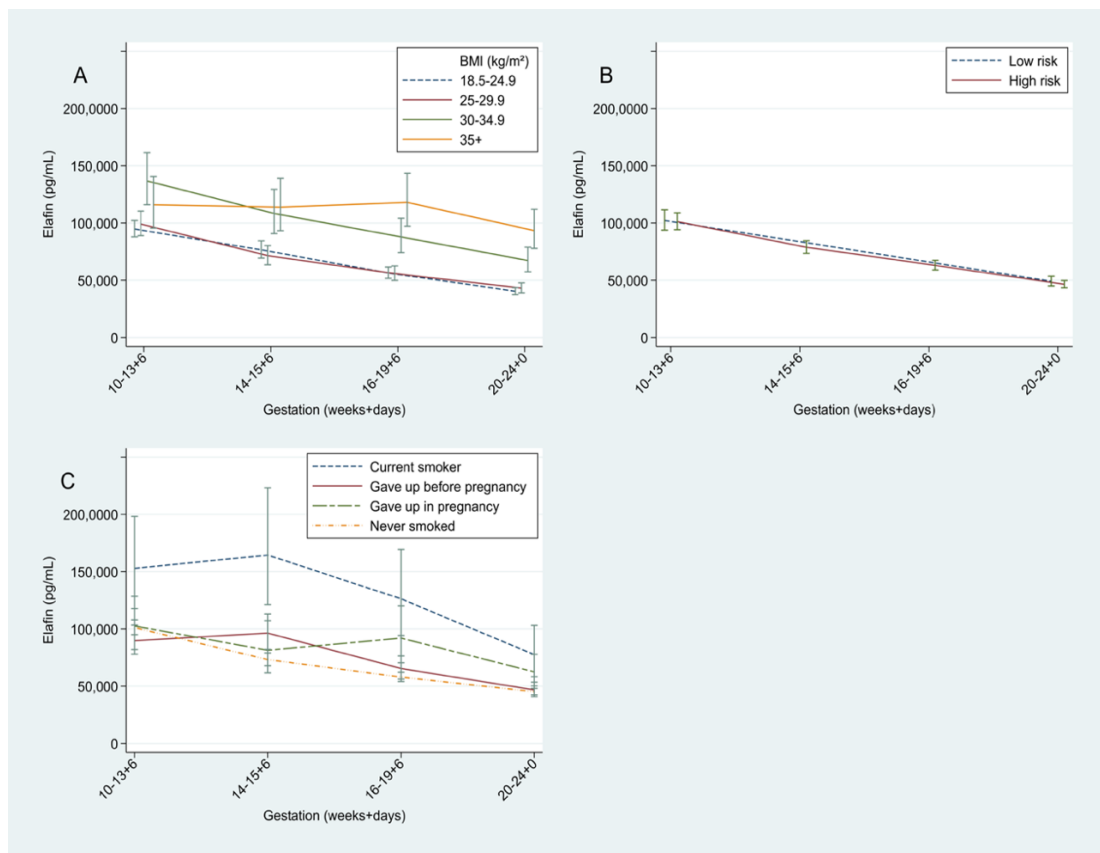 A
BMI (kg/m²)
18.5-24.9
25-29.9
30-34.9
35+
200,0000
150,000
100,000
50,000
0
Elafin (pg/mL)
10-13+6
14-15+6
16-19+6
20-24+0
Gestation (weeks+days)
B
Low risk
High risk
200,000
150,000
100,000
50,000
0
Elafin (pg/mL)
10-13+6
14-15+6
16-19+6
20-24+0
Gestation (weeks+days)
C
Current smoker
Gave up before pregnancy
Gave up in pregnancy
Never smoked
200,0000
150,000
100,000
50,000
0
Elafin (pg/mL)
10-13+6
14-15+6
16-19+6
20-24+0
Gestation (weeks+days)